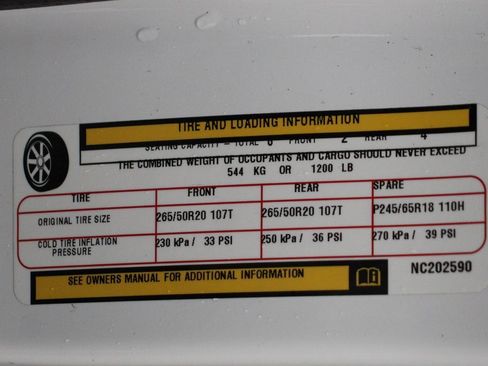 TIRE AND LOADING INFORMATION
SEATING CAPACITY - TOTAL 6 FRONT 2 REAR 4
THE COMBINED WEIGHT OF OCCUPANTS AND CARGO SHOULD NEVER EXCEED
544 KG OR 1200 LB
TIRE FRONT REAR SPARE
ORIGINAL TIRE SIZE 265/50R20 107T 265/50R20 107T P245/65R18 110H
COLD TIRE INFLATION PRESSURE 230 kPa / 33 PSI 250 kPa / 36 PSI 270 kPa / 39 PSI
SEE OWNERS MANUAL FOR ADDITIONAL INFORMATION
NC202590